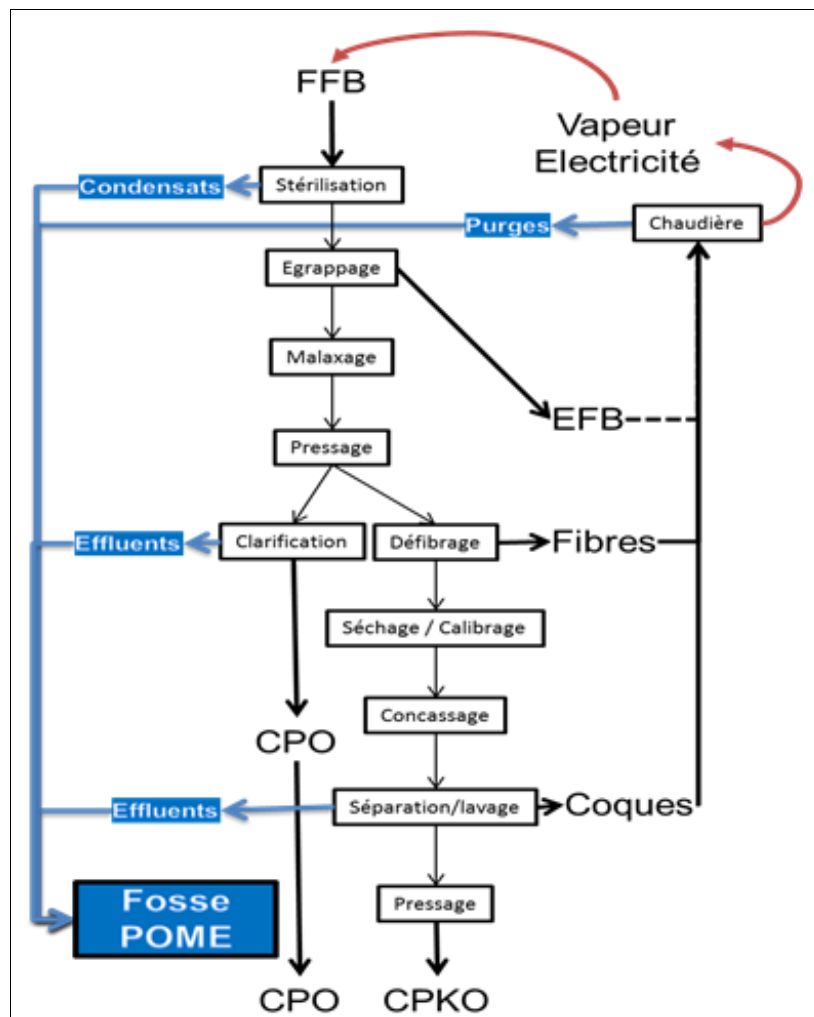 FFB
Vapeur
Electricité
Condensats
Stérilisation
Purges
Chaudière
Egrappage
Malaxage
EFB
Pressage
Effluents
Clarification
Défibrage
Fibres
Séchage / Calibrage
Concassage
CPO
Effluents
Séparation/lavage
Coques
Fosse
POME
Pressage
CPO
CPKO